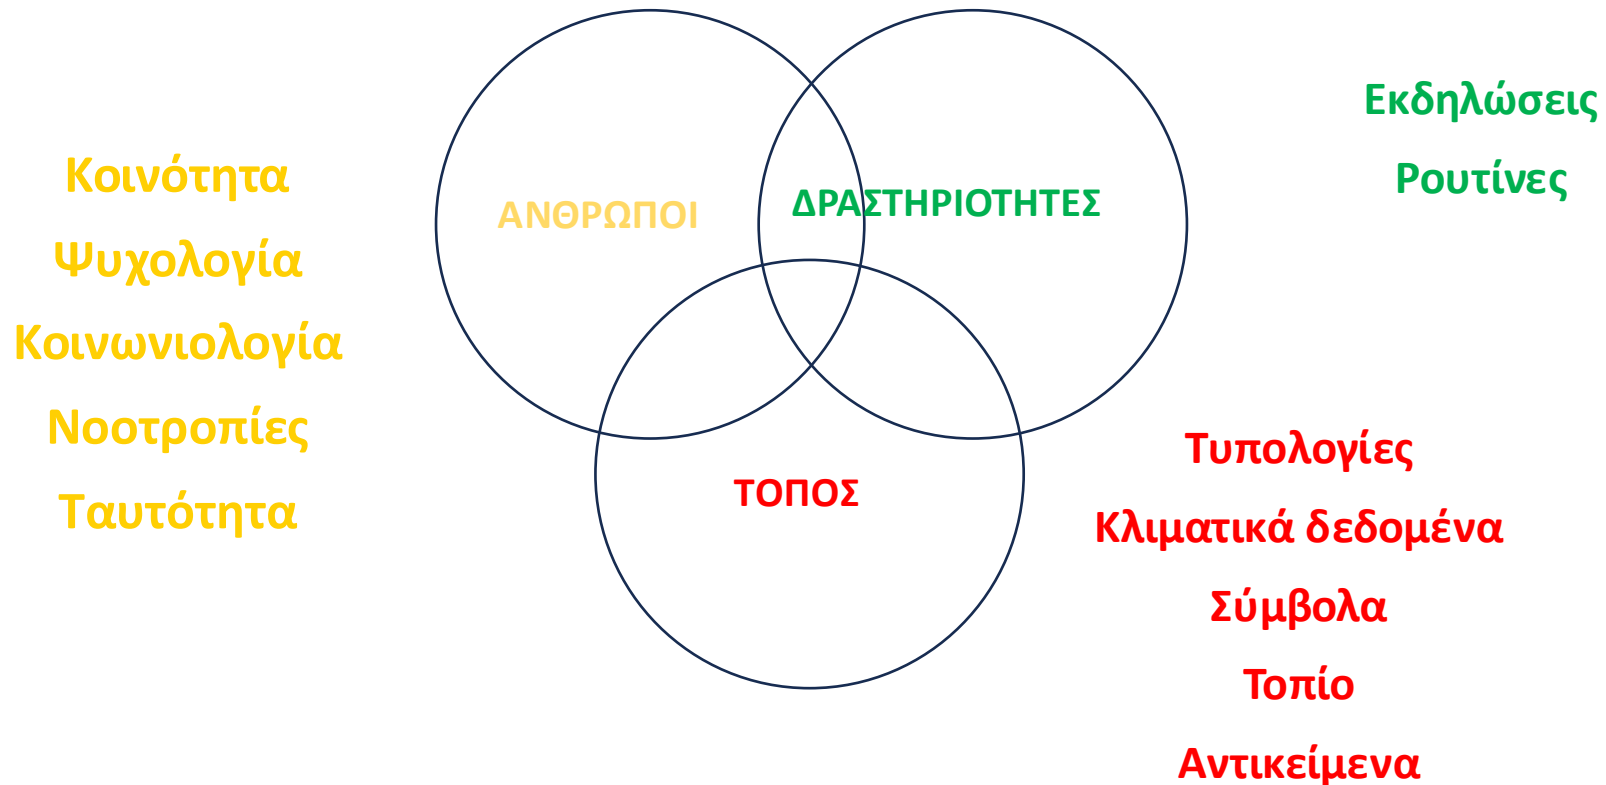 Κοινότητα
Ψυχολογία
Κοινωνιολογία
Νοοτροπίες
Ταυτότητα
ΑΝΘΡΩΠΟΙ
ΔΡΑΣΤΗΡΙΟΤΗΤΕΣ
ΤΟΠΟΣ
Εκδηλώσεις
Ρουτίνες
Τυπολογίες
Κλιματικά δεδομένα
Σύμβολα
Τοπίο
Αντικείμενα